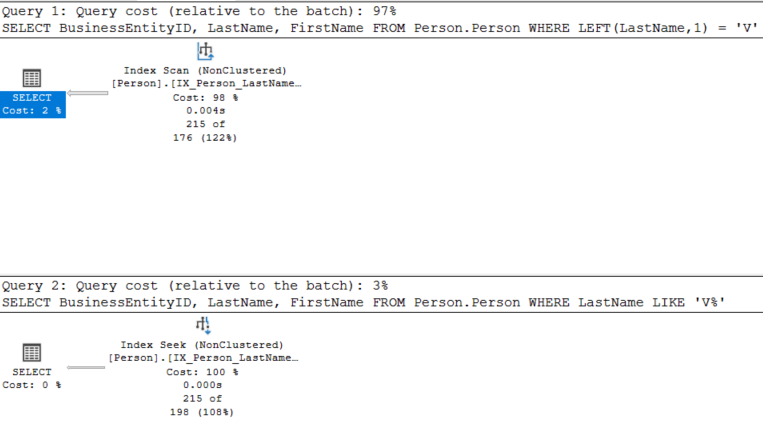 Query 1: Query cost (relative to the batch): 97%
SELECT BusinessEntityID, LastName, FirstName FROM Person.Person WHERE LEFT(LastName,1) = 'V'
Index Scan (NonClustered)
[Person].[IX_Person_LastName…
SELECT
Cost: 2 %
Cost: 98 %
0.004s
215 of
176 (122%)
Query 2: Query cost (relative to the batch): 3%
SELECT BusinessEntityID, LastName, FirstName FROM Person.Person WHERE LastName LIKE 'V%'
Index Seek (NonClustered)
[Person].[IX_Person_LastName…
SELECT
Cost: 0 %
Cost: 100 %
0.000s
215 of
198 (108%)